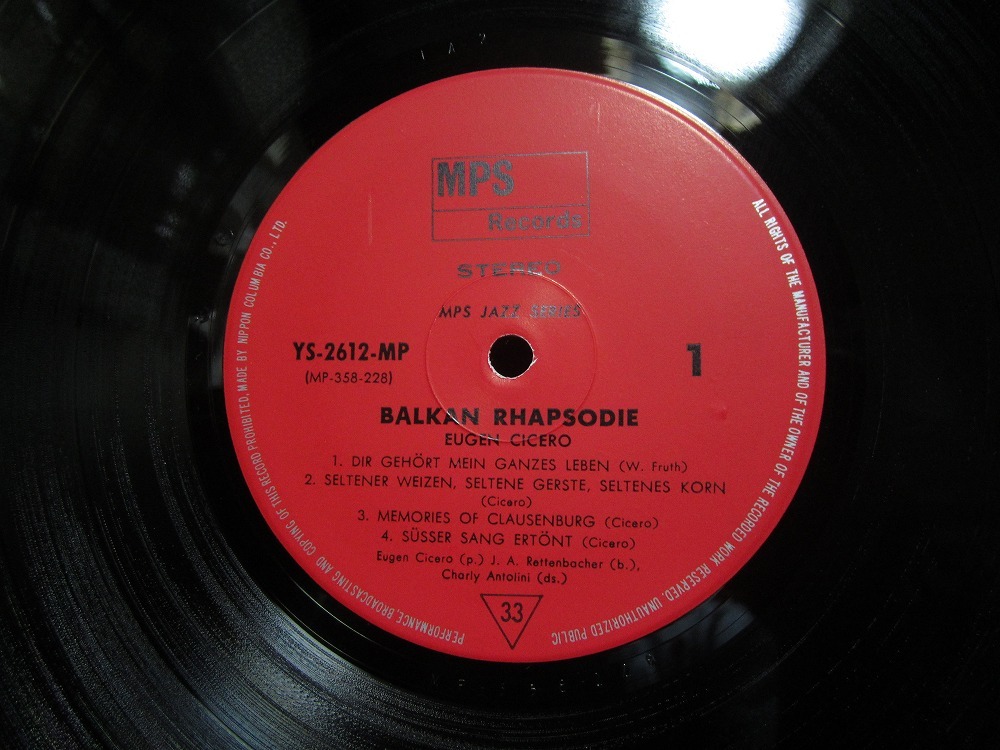 1 A 2
MPS
Records
STEREO
MPS JAZZ SERIES
YS-2612-MP
(MP-358-228)
1
BALKAN RHAPSODIE
EUGEN CICERO
1. DIR GEHÖRT MEIN GANZES LEBEN (W. Fruth)
2. SELTENER WEIZEN, SELTENE GERSTE, SELTENES KORN
(Cicero)
3. MEMORIES OF CLAUSENBURG (Cicero)
4. SÜSSER SANG ERTÖNT (Cicero)
Eugen Cicero (p.) J. A. Rettenbacher (b.),
Charly Antolini (ds.)
33
ALL RIGHTS OF THE MANUFACTURER AND OF THE OWNER OF THE RECORDED WORK RESERVED. UNAUTHORIZED PUBLIC
PERFORMANCE, BROADCASTING AND COPYING OF THIS RECORD PROHIBITED. MADE BY NIPPON COLUMBIA CO., LTD.